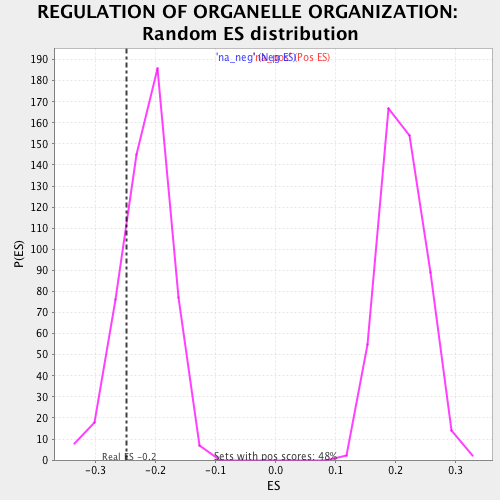 REGULATION OF ORGANELLE ORGANIZATION:
Random ES distribution
'na_neg' (Neg ES) 'na_pos' (Pos ES)
190
180
170
160
150
140
130
120
110
100
90
80
70
60
50
40
30
20
10
0
P(ES)
Real ES -0.2
Sets with pos scores: 48%
-0.3 -0.2 -0.1 0.0 0.1 0.2 0.3
ES